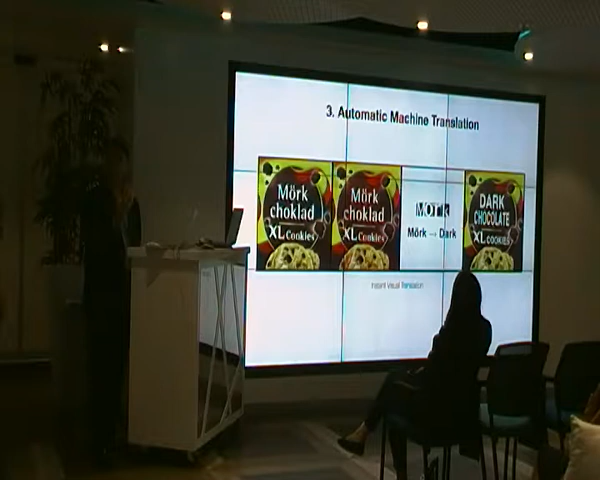 3. Automatic Machine Translation
Mörk
choklad
XL Cookies
Mörk
choklad
XL Cookies
Mörk
Mörk → Dark
DARK
CHOCOLATE
XL COOKIES
Instant Visual Translation